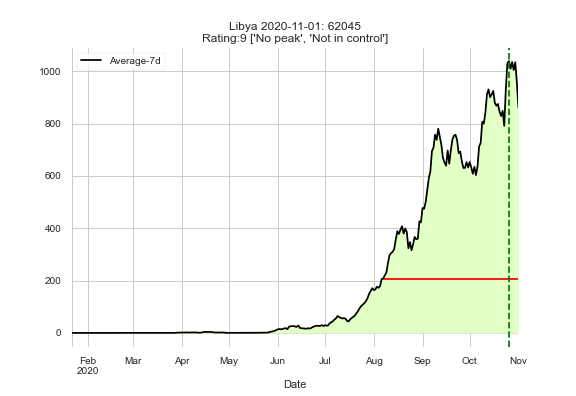 Libya 2020-11-01: 62045
Rating:9 ['No peak', 'Not in control']
Average-7d
1000
800
600
400
200
0
Feb Mar Apr May Jun Jul Aug Sep Oct Nov
2020
Date